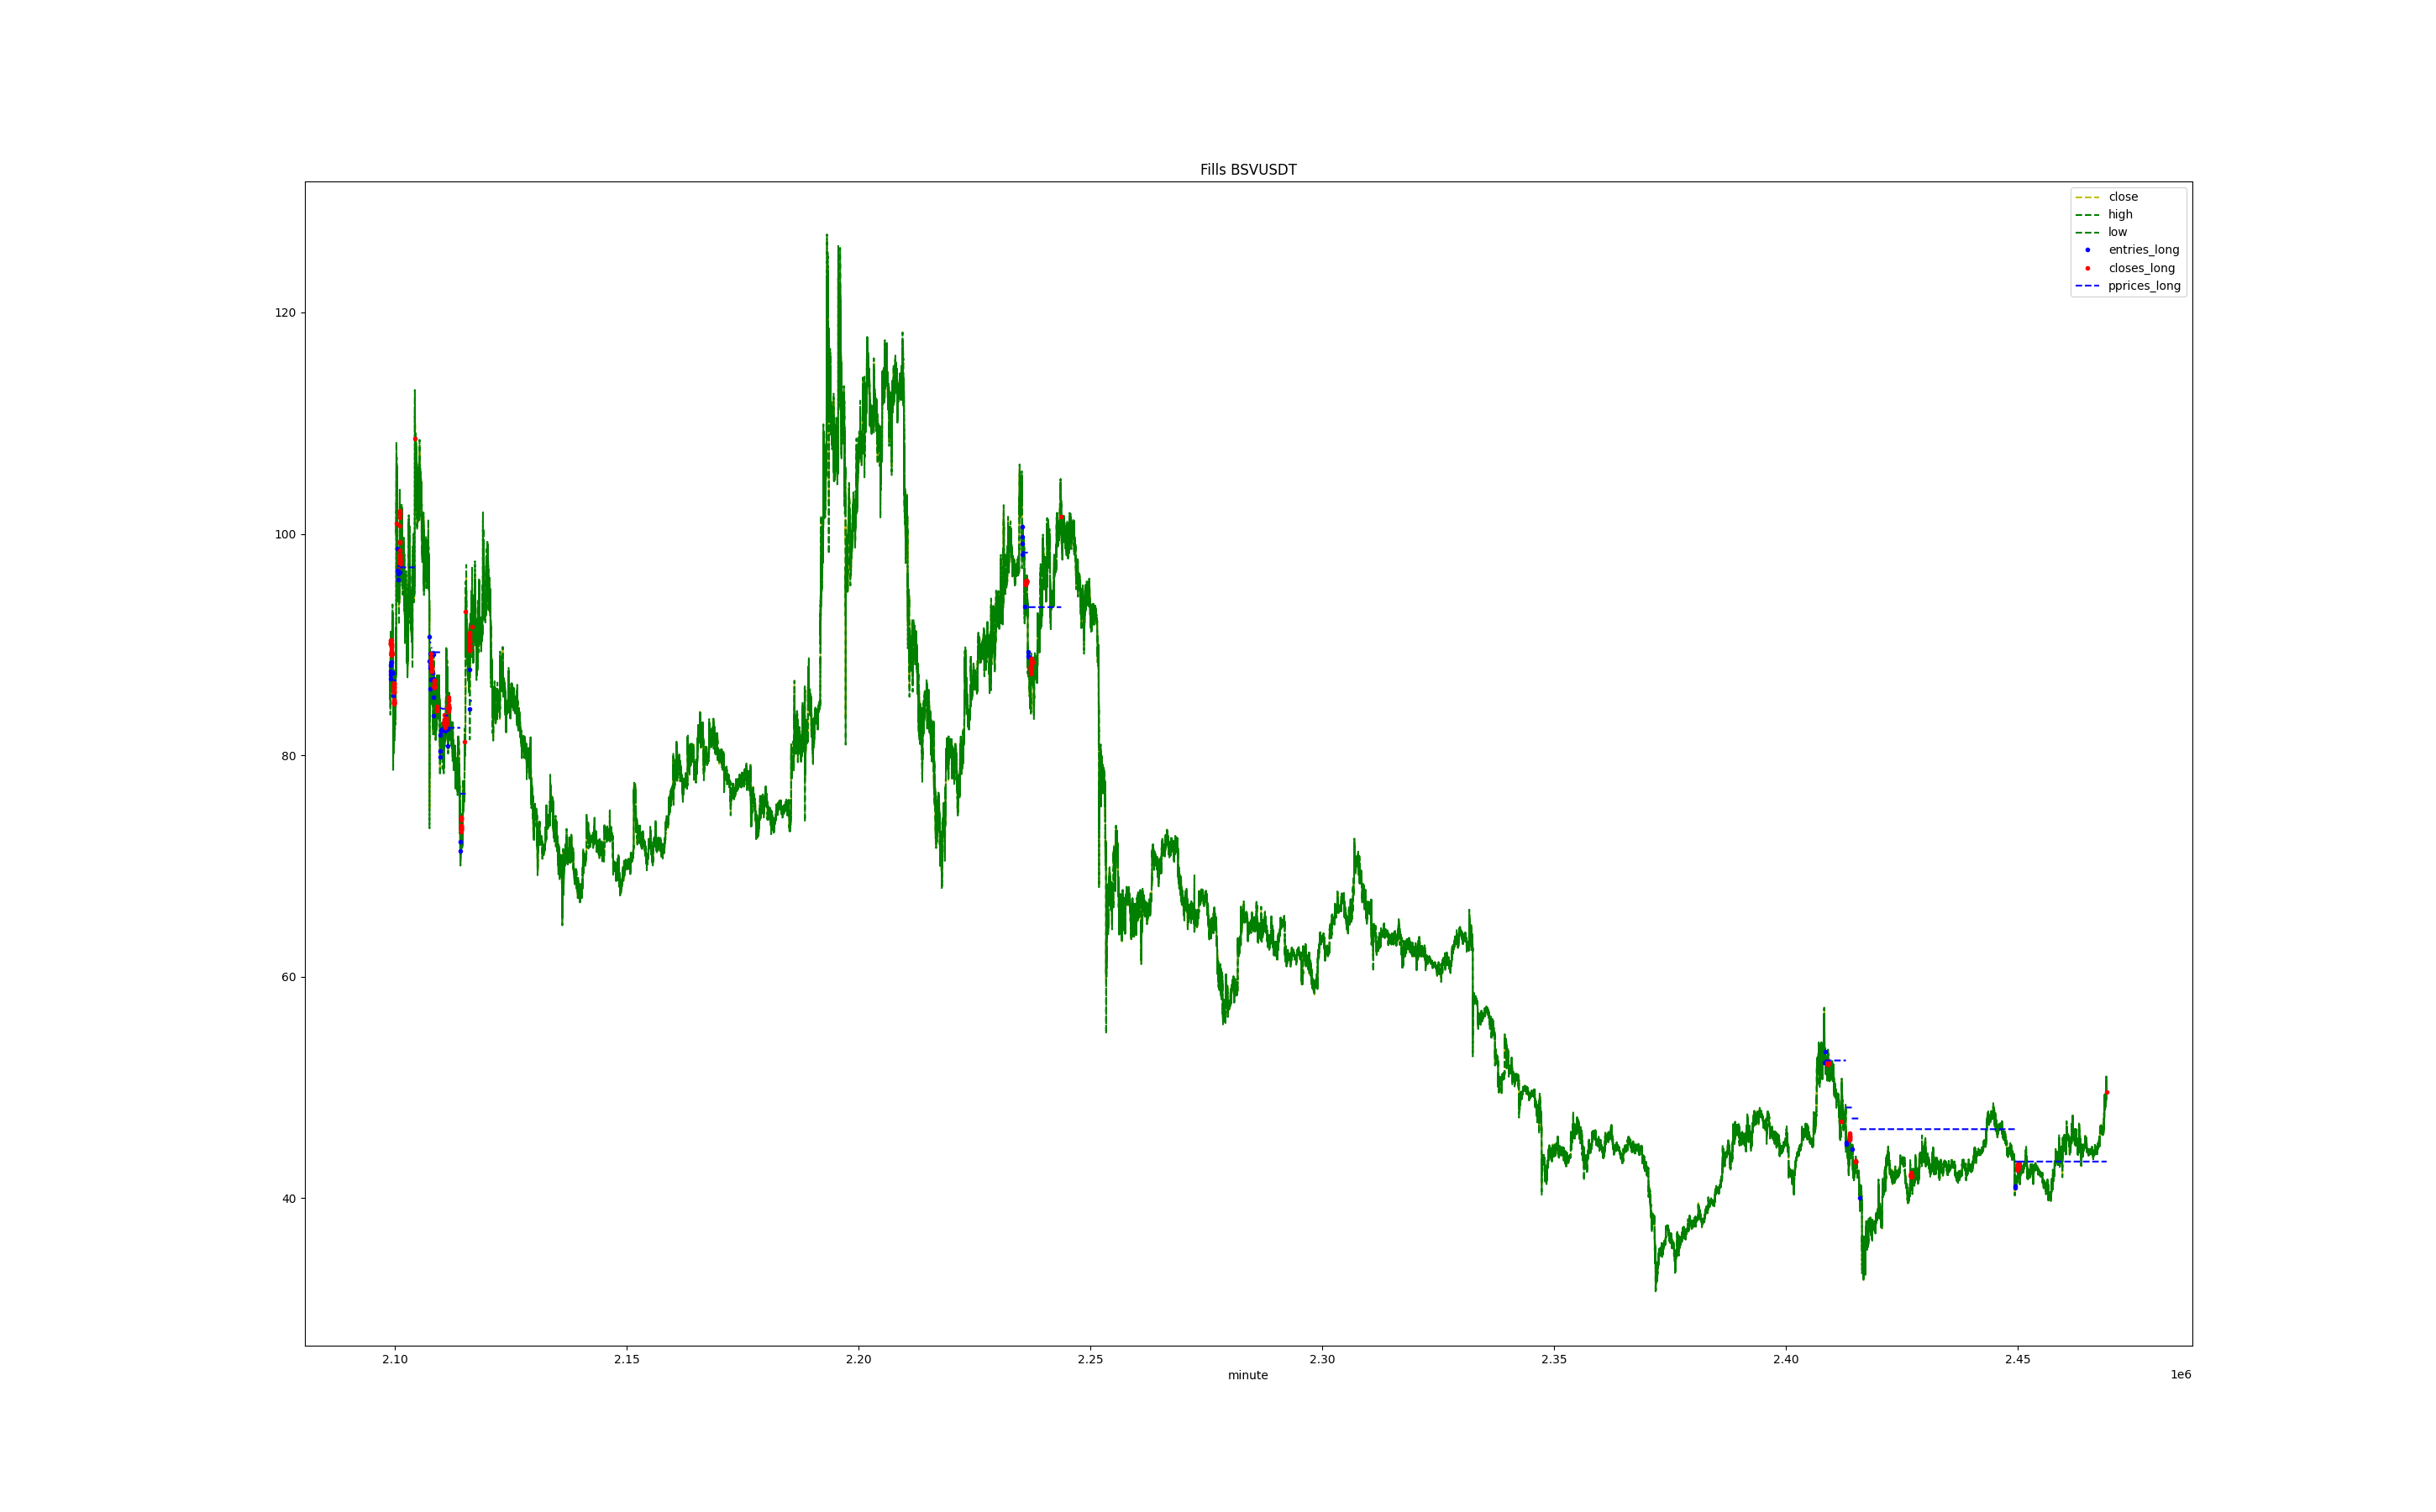 Fills BSVUSDT
close
high
low
entries_long
closes_long
pprices_long
120
100
80
60
40
2.10 2.15 2.20 2.25 2.30 2.35 2.40 2.45
minute
1e6